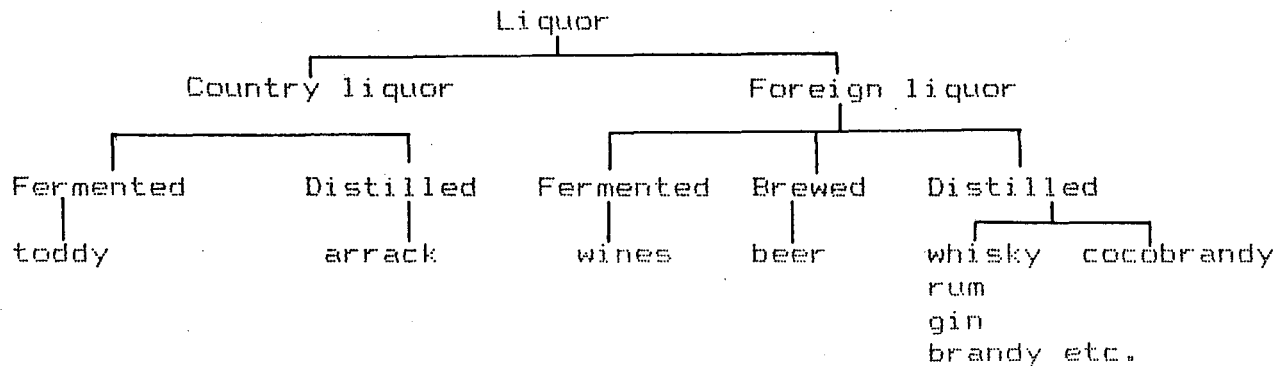 Liquor
Country liquor Foreign liquor
Fermented Distilled Fermented Brewed Distilled
toddy arrack wines beer whisky cocobrandy
rum
gin
brandy etc.